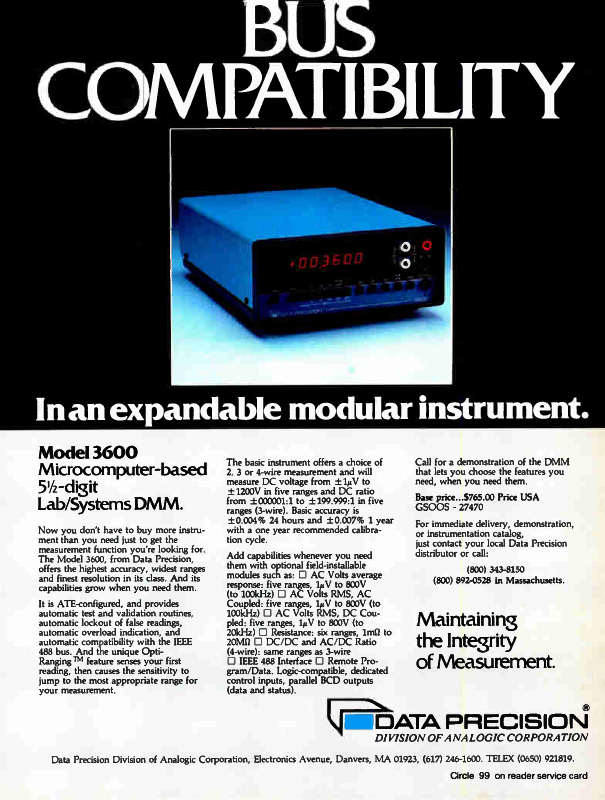 BUS
COMPATIBILITY
+003600
In an expandable modular instrument.
Model 3600
Microcomputer-based
5½-digit
Lab/Systems DMM.
Now you don't have to buy more instru-
ment than you need just to get the
measurement function you're looking for.
The Model 3600, from Data Precision,
offers the highest accuracy, widest ranges
and finest resolution in its class. And its
capabilities grow when you need them.
It is ATE-configured, and provides
automatic test and validation routines,
automatic lockout of false readings,
automatic overload indication, and
automatic compatibility with the IEEE
488 bus. And the unique Opti-
Ranging™ feature senses your first
reading, then causes the sensitivity to
jump to the most appropriate range for
your measurement.
The basic instrument offers a choice of
2, 3 or 4-wire measurement and will
measure DC voltage from ±1μV to
±1200V in five ranges and DC ratio
from ±000001:1 to ±199.999:1 in five
ranges (3-wire). Basic accuracy is
±0.004% 24 hours and ±0.007% 1 year
with a one year recommended calibra-
tion cycle.
Add capabilities whenever you need
them with optional field-installable
modules such as: □ AC Volts average
response: five ranges, 1μV to 800V
(to 100kHz) □ AC Volts RMS, AC
Coupled: five ranges, 1μV to 800V (to
100kHz) □ AC Volts RMS, DC Cou-
pled: five ranges, 1μV to 800V (to
20kHz) □ Resistance: six ranges, 1mΩ to
20MΩ □ DC/DC and AC/DC Ratio
(4-wire): same ranges as 3-wire
□ IEEE 488 Interface □ Remote Pro-
gram/Data, Logic-compatible, dedicated
control inputs, parallel BCD outputs
(data and status).
Call for a demonstration of the DMM
that lets you choose the features you
need, when you need them.
Base price...$765.00 Price USA
GSOOS - 27470
For immediate delivery, demonstration,
or instrumentation catalog,
just contact your local Data Precision
distributor or call:
(800) 343-8150
(800) 892-0528 in Massachusetts.
Maintaining
the Integrity
of Measurement.
DATA PRECISION®
DIVISION OF ANALOGIC CORPORATION
Data Precision Division of Analogic Corporation, Electronics Avenue, Danvers, MA 01923, (617) 246-1600. TELEX (0650) 921819.
Circle 99 on reader service card